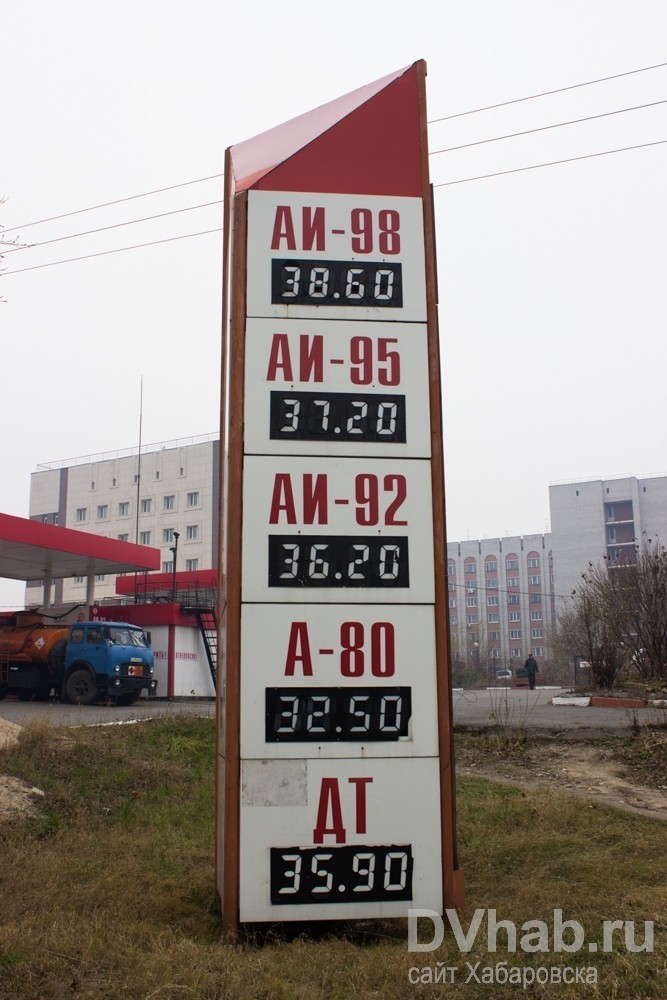 АИ-98
38.60
АИ-95
37.20
АИ-92
36.20
А-80
32.50
ДТ
35.90
DVhab.ru
сайт Хабаровска